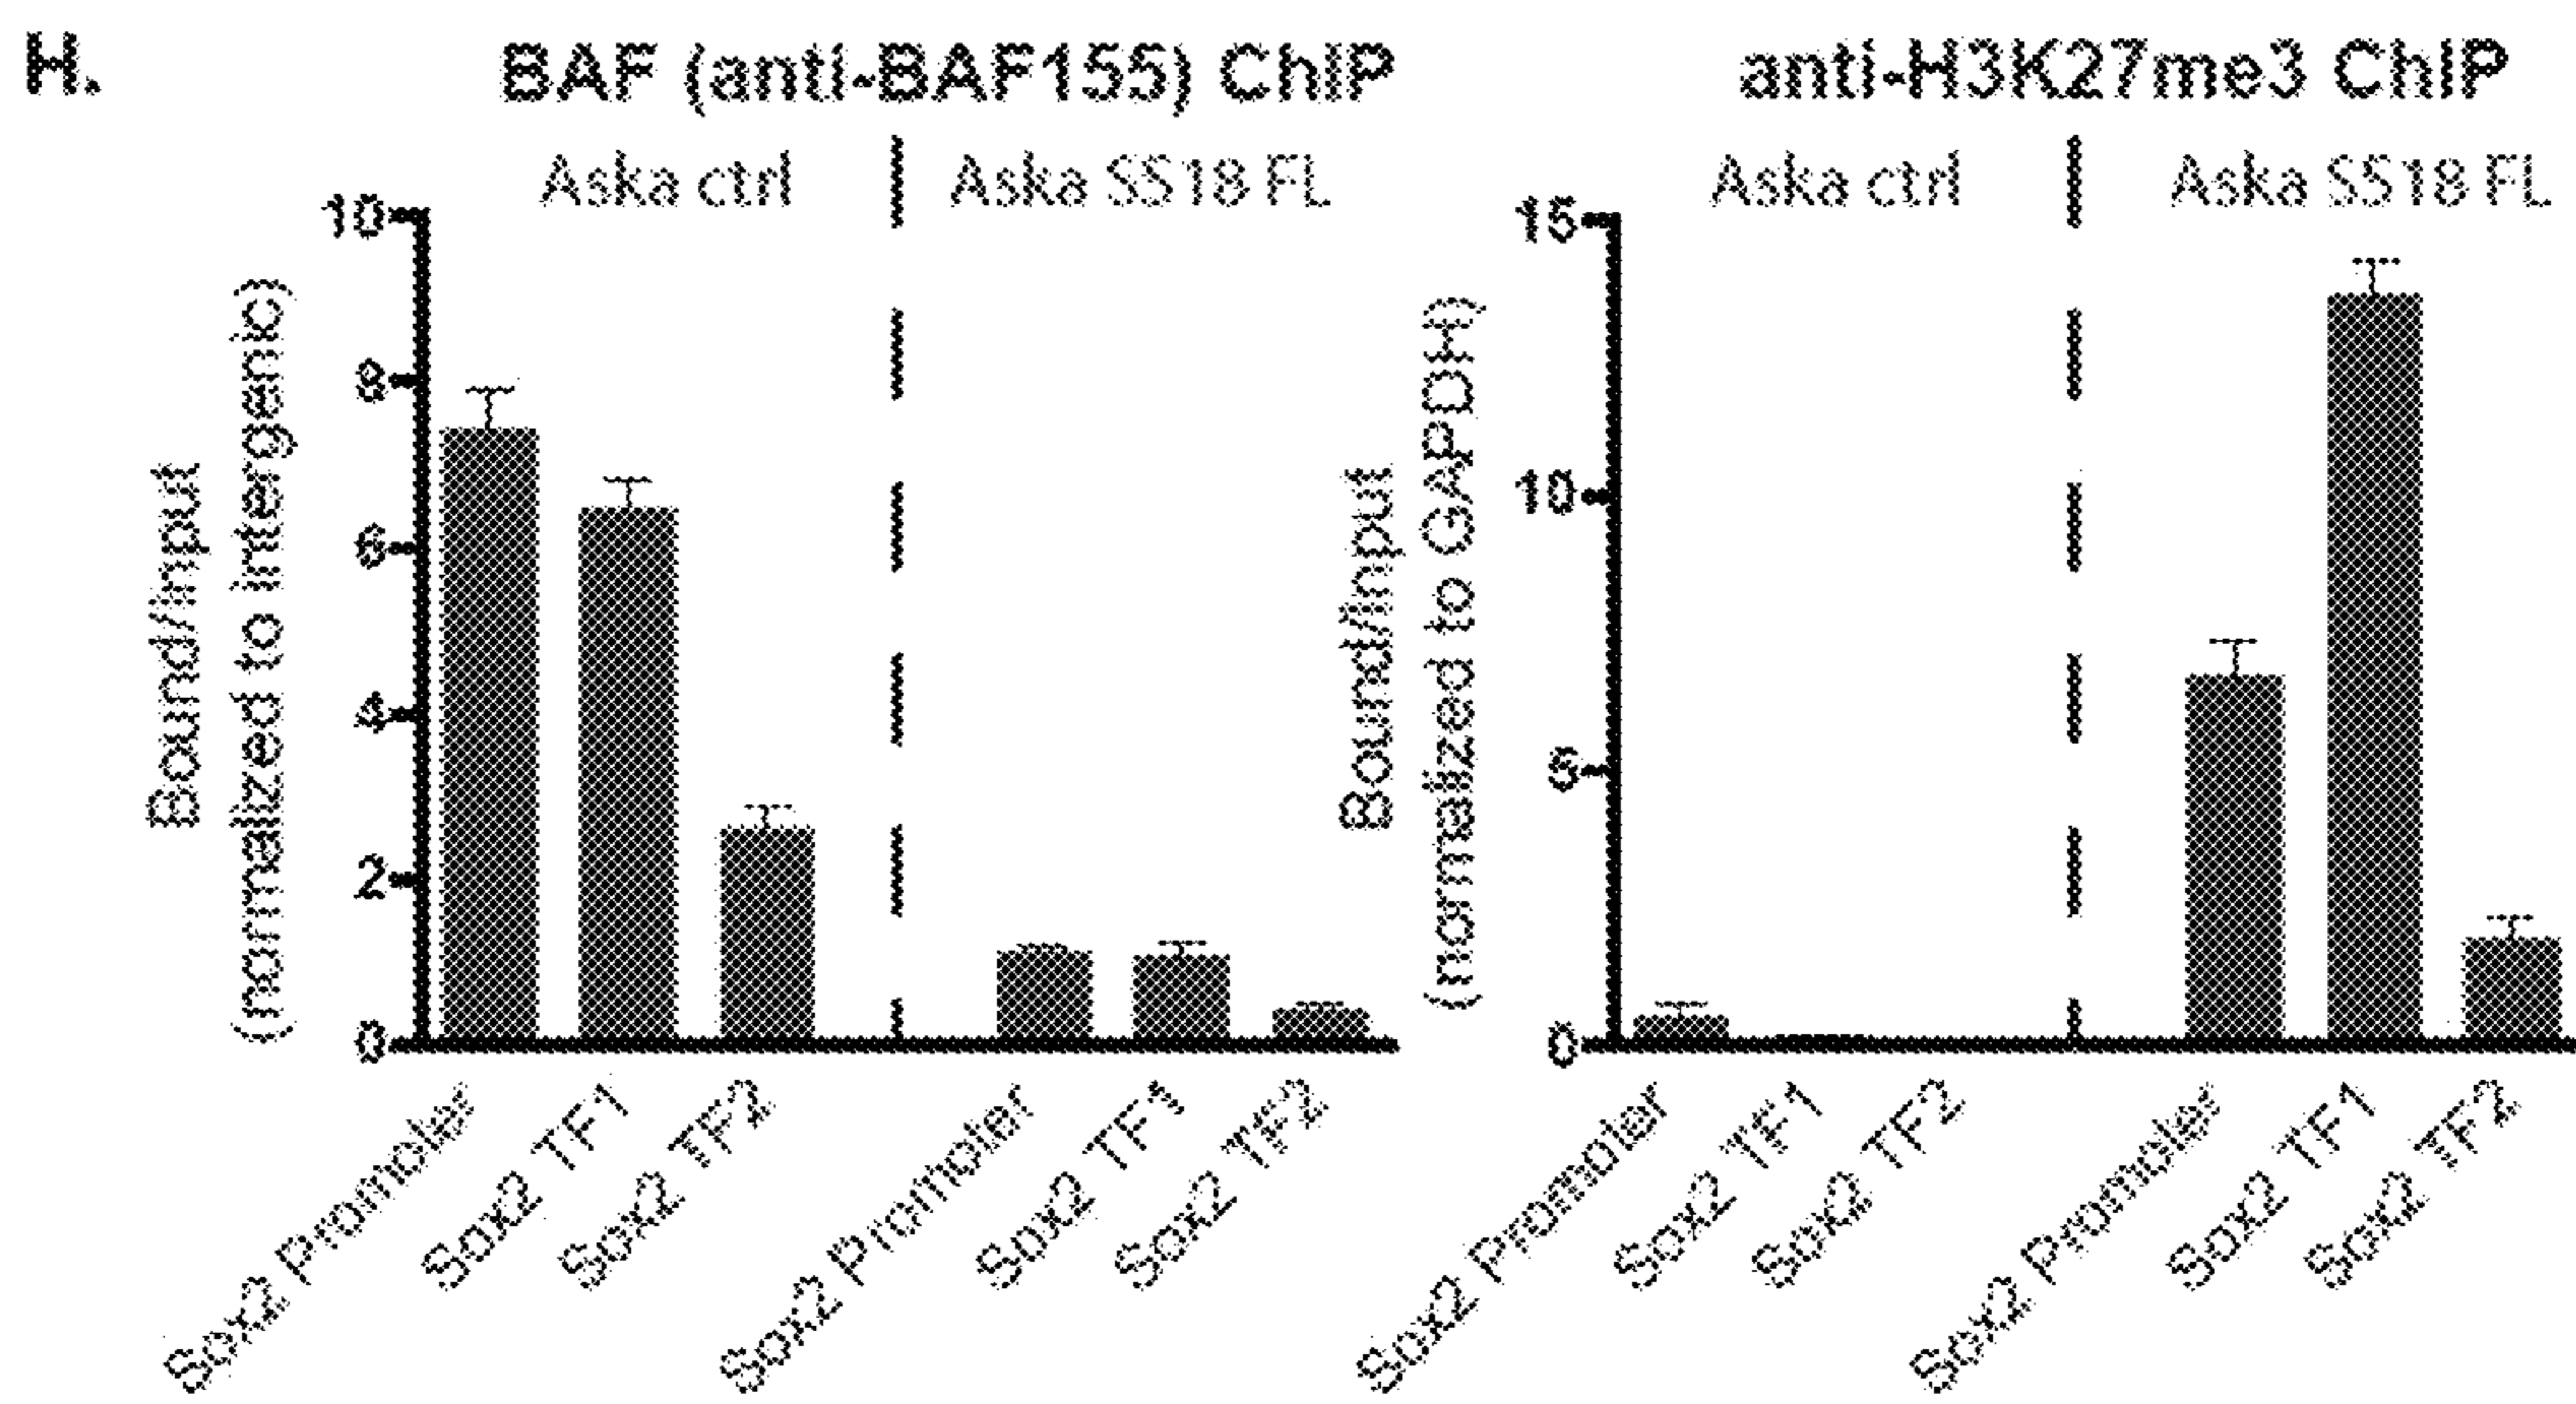 H.
BAF (anti-BAF155) ChIP
Aska ctrl
Aska SS18 FL
Bound/Input
(normalized to intergenic)
10
8
6
4
2
0
Sox2 Promoter
Sox2 TF1
Sox2 TF2
Sox2 Promoter
Sox2 TF1
Sox2 TF2
anti-H3K27me3 ChIP
Aska ctrl
Aska SS18 FL
Bound/Input
(normalized to GAPDH)
15
10
5
0
Sox2 Promoter
Sox2 TF1
Sox2 TF2
Sox2 Promoter
Sox2 TF1
Sox2 TF2